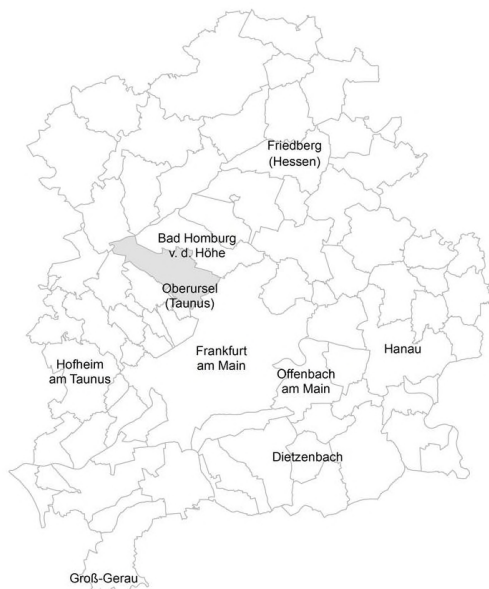 Friedberg
(Hessen)
Bad Homburg
v. d. Höhe
Oberursel
(Taunus)
Frankfurt
am Main
Hanau
Hofheim
am Taunus
Offenbach
am Main
Dietzenbach
Groß-Gerau